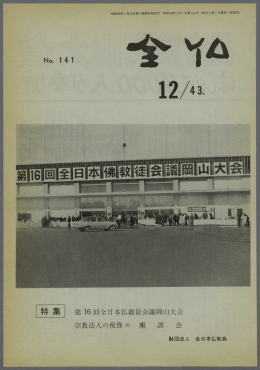 No. 141
全仏
12/43.
第16回全日本佛教徒会議岡山大会
特集
第16回全日本仏教徒会議岡山大会
宗教法人の税務 座談会
財団法人 全日本仏教会